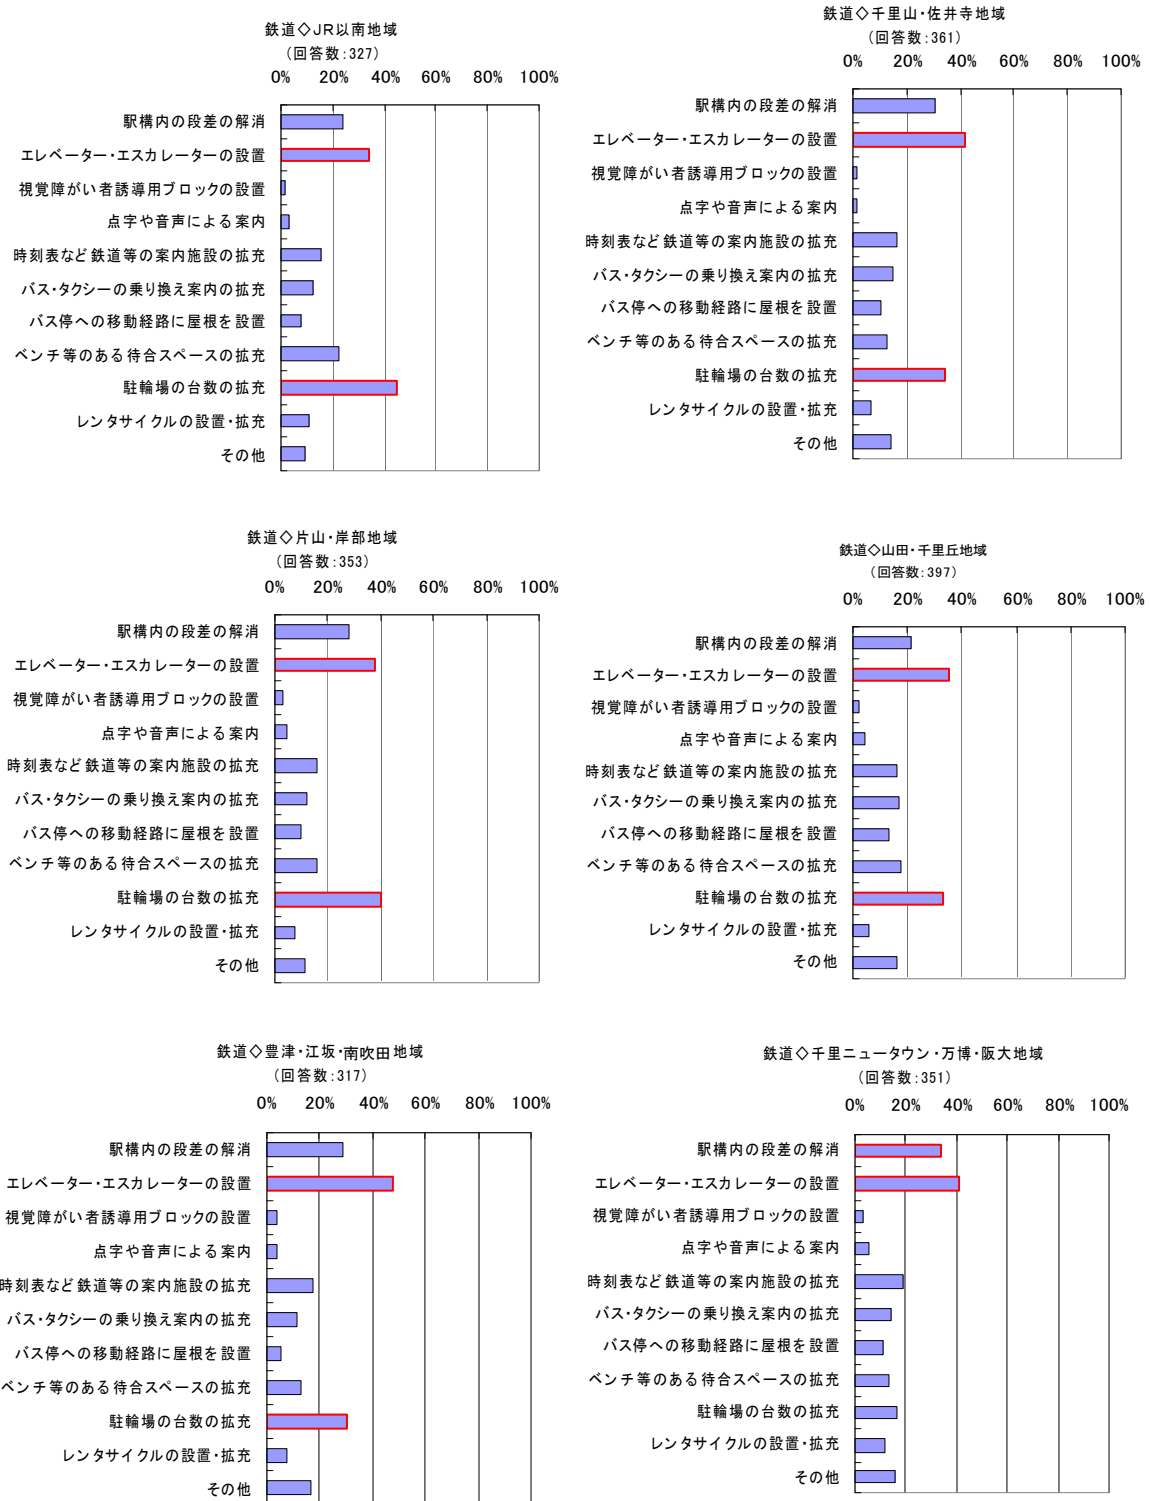 鉄道◇JR以南地域
（回答数:327）
0% 20% 40% 60% 80% 100%
駅構内の段差の解消
エレベーター・エスカレーターの設置
視覚障がい者誘導用ブロックの設置
点字や音声による案内
時刻表など鉄道等の案内施設の拡充
バス・タクシーの乗り換え案内の拡充
バス停への移動経路に屋根を設置
ベンチ等のある待合スペースの拡充
駐輪場の台数の拡充
レンタサイクルの設置・拡充
その他
鉄道◇千里山・佐井寺地域
（回答数:361）
0% 20% 40% 60% 80% 100%
駅構内の段差の解消
エレベーター・エスカレーターの設置
視覚障がい者誘導用ブロックの設置
点字や音声による案内
時刻表など鉄道等の案内施設の拡充
バス・タクシーの乗り換え案内の拡充
バス停への移動経路に屋根を設置
ベンチ等のある待合スペースの拡充
駐輪場の台数の拡充
レンタサイクルの設置・拡充
その他
鉄道◇片山・岸部地域
（回答数:353）
0% 20% 40% 60% 80% 100%
駅構内の段差の解消
エレベーター・エスカレーターの設置
視覚障がい者誘導用ブロックの設置
点字や音声による案内
時刻表など鉄道等の案内施設の拡充
バス・タクシーの乗り換え案内の拡充
バス停への移動経路に屋根を設置
ベンチ等のある待合スペースの拡充
駐輪場の台数の拡充
レンタサイクルの設置・拡充
その他
鉄道◇山田・千里丘地域
（回答数:397）
0% 20% 40% 60% 80% 100%
駅構内の段差の解消
エレベーター・エスカレーターの設置
視覚障がい者誘導用ブロックの設置
点字や音声による案内
時刻表など鉄道等の案内施設の拡充
バス・タクシーの乗り換え案内の拡充
バス停への移動経路に屋根を設置
ベンチ等のある待合スペースの拡充
駐輪場の台数の拡充
レンタサイクルの設置・拡充
その他
鉄道◇豊津・江坂・南吹田地域
（回答数:317）
0% 20% 40% 60% 80% 100%
駅構内の段差の解消
エレベーター・エスカレーターの設置
視覚障がい者誘導用ブロックの設置
点字や音声による案内
時刻表など鉄道等の案内施設の拡充
バス・タクシーの乗り換え案内の拡充
バス停への移動経路に屋根を設置
ベンチ等のある待合スペースの拡充
駐輪場の台数の拡充
レンタサイクルの設置・拡充
その他
鉄道◇千里ニュータウン・万博・阪大地域
（回答数:351）
0% 20% 40% 60% 80% 100%
駅構内の段差の解消
エレベーター・エスカレーターの設置
視覚障がい者誘導用ブロックの設置
点字や音声による案内
時刻表など鉄道等の案内施設の拡充
バス・タクシーの乗り換え案内の拡充
バス停への移動経路に屋根を設置
ベンチ等のある待合スペースの拡充
駐輪場の台数の拡充
レンタサイクルの設置・拡充
その他